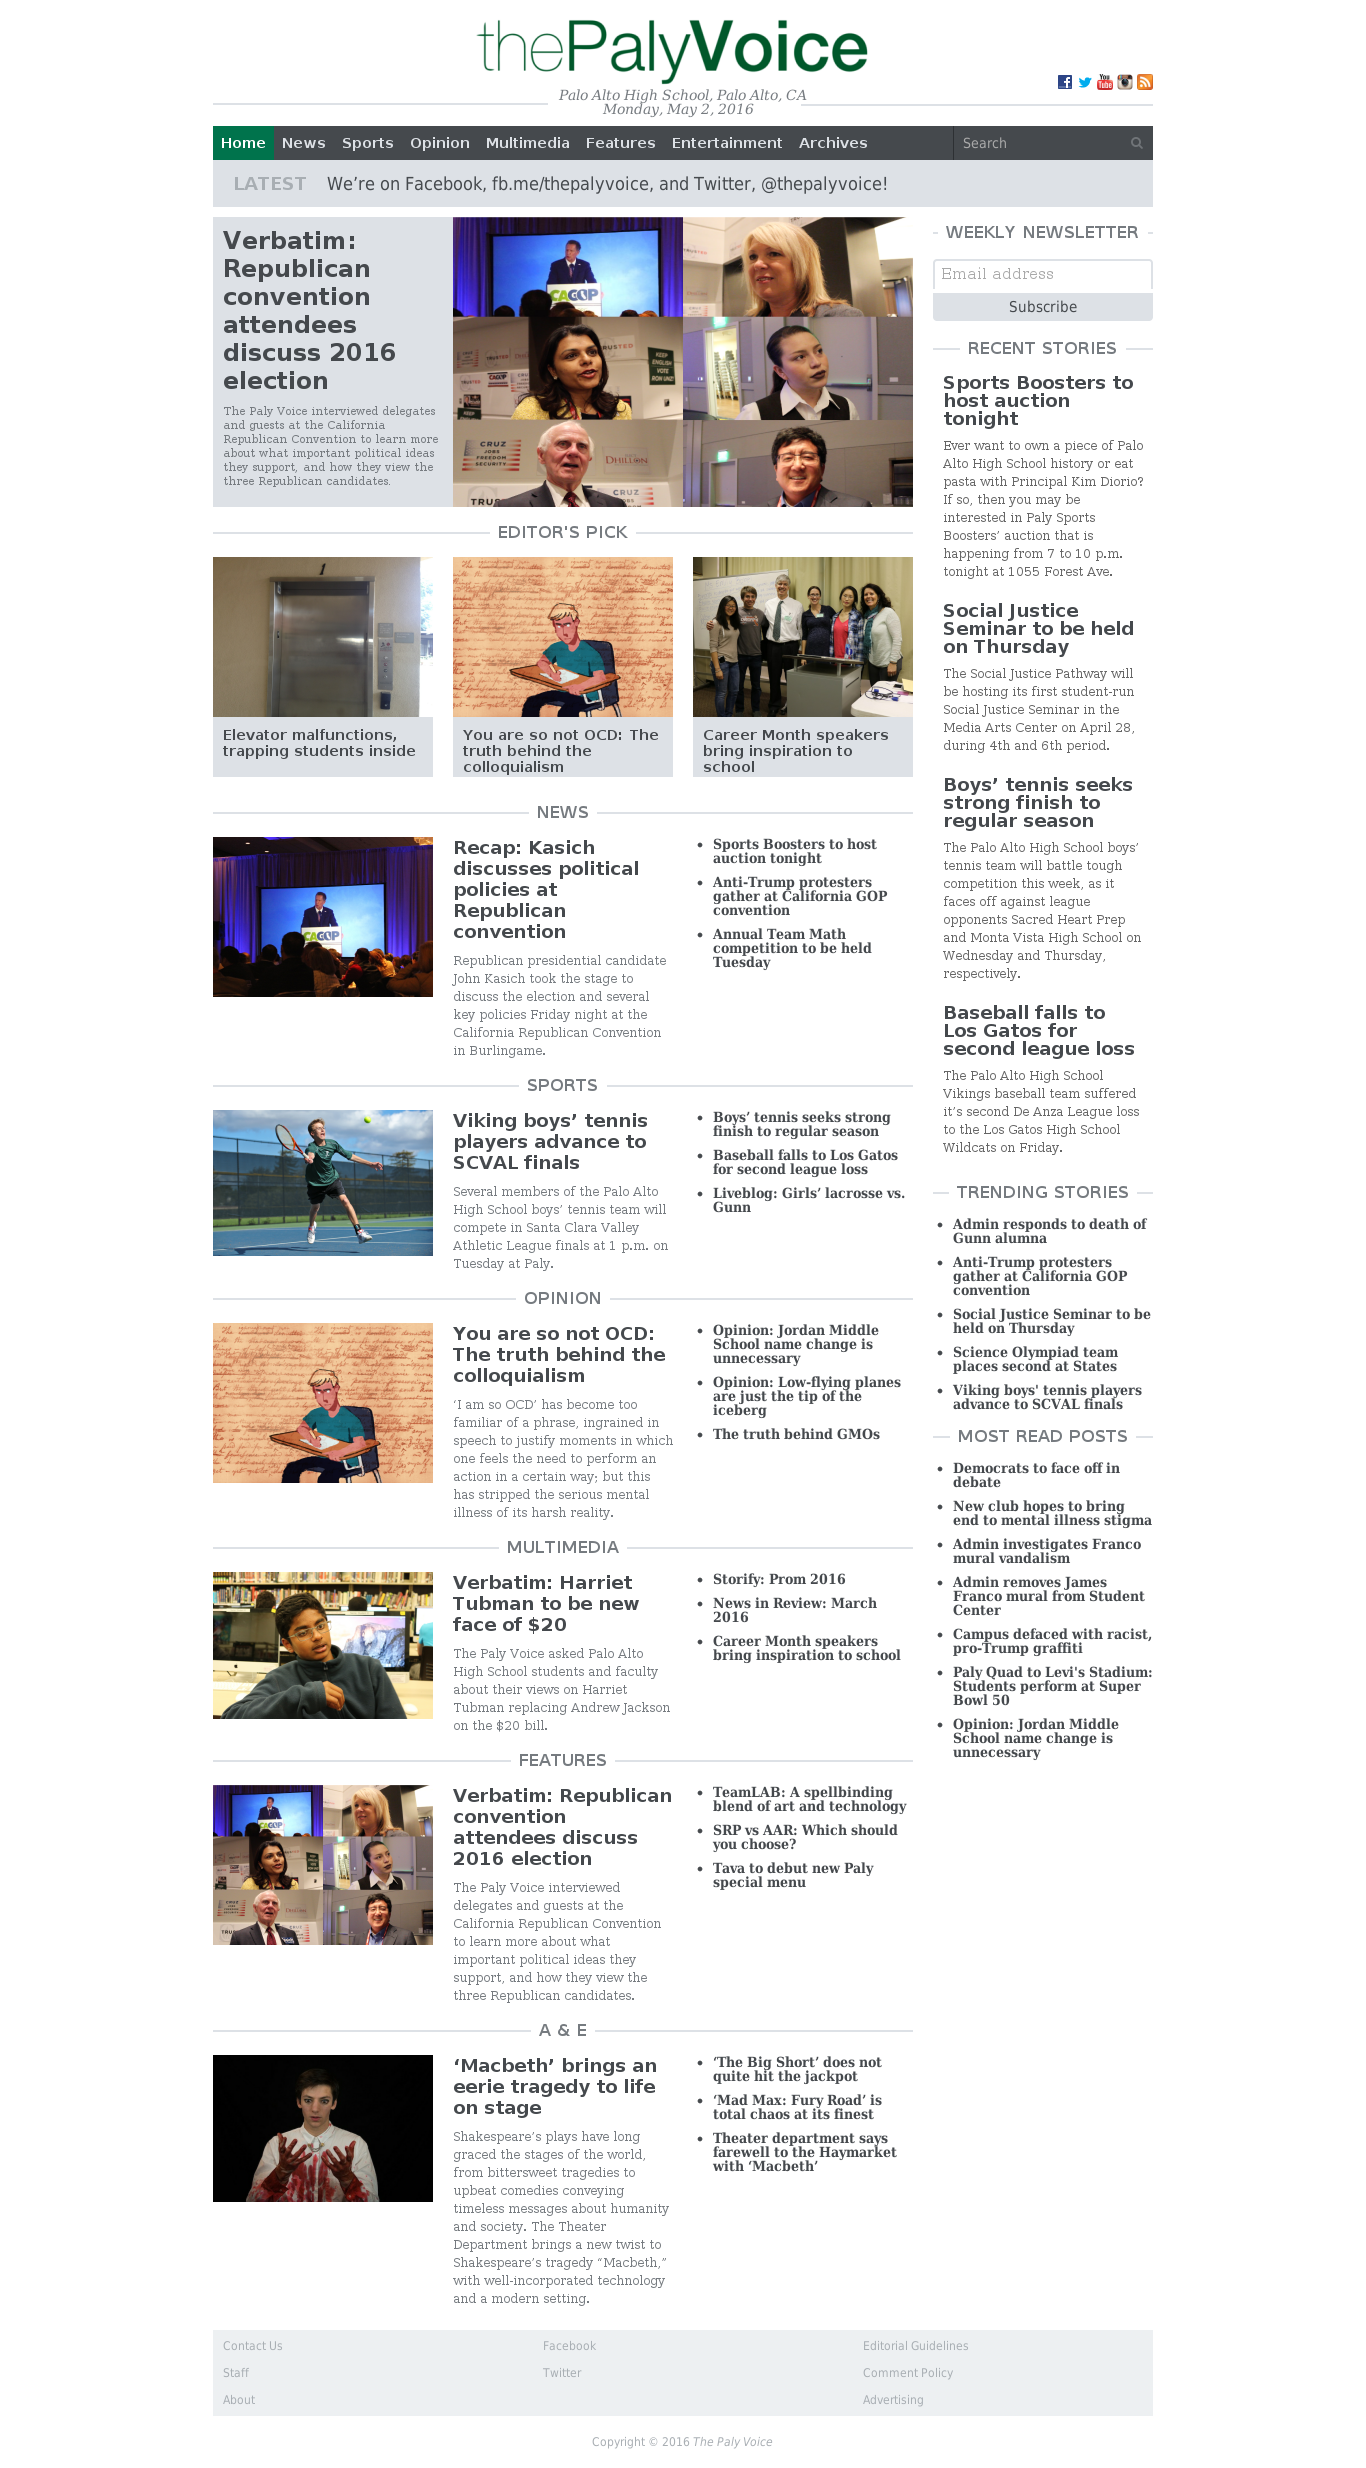 thePalyVoice
Palo Alto High School, Palo Alto, CA
Monday, May 2, 2016
Home News Sports Opinion Multimedia Features Entertainment Archives Search
LATEST We’re on Facebook, fb.me/thepalyvoice, and Twitter, @thepalyvoice!
Verbatim:
Republican
convention
attendees
discuss 2016
election
The Paly Voice interviewed delegates
and guests at the California
Republican Convention to learn more
about what important political ideas
they support, and how they view the
three Republican candidates.
EDITOR'S PICK
Elevator malfunctions,
trapping students inside
You are so not OCD: The
truth behind the
colloquialism
Career Month speakers
bring inspiration to
school
NEWS
Recap: Kasich
discusses political
policies at
Republican
convention
Republican presidential candidate
John Kasich took the stage to
discuss the election and several
key policies Friday night at the
California Republican Convention
in Burlingame.
• Sports Boosters to host
auction tonight
• Anti-Trump protesters
gather at California GOP
convention
• Annual Team Math
competition to be held
Tuesday
SPORTS
Viking boys’ tennis
players advance to
SCVAL finals
Several members of the Palo Alto
High School boys’ tennis team will
compete in Santa Clara Valley
Athletic League finals at 1 p.m. on
Tuesday at Paly.
• Boys’ tennis seeks strong
finish to regular season
• Baseball falls to Los Gatos
for second league loss
• Liveblog: Girls’ lacrosse vs.
Gunn
OPINION
You are so not OCD:
The truth behind the
colloquialism
‘I am so OCD’ has become too
familiar of a phrase, ingrained in
speech to justify moments in which
one feels the need to perform an
action in a certain way; but this
has stripped the serious mental
illness of its harsh reality.
• Opinion: Jordan Middle
School name change is
unnecessary
• Opinion: Low-flying planes
are just the tip of the
iceberg
• The truth behind GMOs
MULTIMEDIA
Verbatim: Harriet
Tubman to be new
face of $20
The Paly Voice asked Palo Alto
High School students and faculty
about their views on Harriet
Tubman replacing Andrew Jackson
on the $20 bill.
• Storify: Prom 2016
• News in Review: March
2016
• Career Month speakers
bring inspiration to school
FEATURES
Verbatim: Republican
convention
attendees discuss
2016 election
The Paly Voice interviewed
delegates and guests at the
California Republican Convention
to learn more about what
important political ideas they
support, and how they view the
three Republican candidates.
• TeamLAB: A spellbinding
blend of art and technology
• SRP vs AAR: Which should
you choose?
• Tava to debut new Paly
special menu
A & E
‘Macbeth’ brings an
eerie tragedy to life
on stage
Shakespeare’s plays have long
graced the stages of the world,
from bittersweet tragedies to
upbeat comedies conveying
timeless messages about humanity
and society. The Theater
Department brings a new twist to
Shakespeare’s tragedy “Macbeth,”
with well-incorporated technology
and a modern setting.
• ‘The Big Short’ does not
quite hit the jackpot
• ‘Mad Max: Fury Road’ is
total chaos at its finest
• Theater department says
farewell to the Haymarket
with ‘Macbeth’
WEEKLY NEWSLETTER
Email address
Subscribe
RECENT STORIES
Sports Boosters to
host auction
tonight
Ever want to own a piece of Palo
Alto High School history or eat
pasta with Principal Kim Diorio?
If so, then you may be
interested in Paly Sports
Boosters’ auction that is
happening from 7 to 10 p.m.
tonight at 1055 Forest Ave.
Social Justice
Seminar to be held
on Thursday
The Social Justice Pathway will
be hosting its first student-run
Social Justice Seminar in the
Media Arts Center on April 28,
during 4th and 6th period.
Boys’ tennis seeks
strong finish to
regular season
The Palo Alto High School boys’
tennis team will battle tough
competition this week, as it
faces off against league
opponents Sacred Heart Prep
and Monta Vista High School on
Wednesday and Thursday,
respectively.
Baseball falls to
Los Gatos for
second league loss
The Palo Alto High School
Vikings baseball team suffered
it’s second De Anza League loss
to the Los Gatos High School
Wildcats on Friday.
TRENDING STORIES
• Admin responds to death of
Gunn alumna
• Anti-Trump protesters
gather at California GOP
convention
• Social Justice Seminar to be
held on Thursday
• Science Olympiad team
places second at States
• Viking boys' tennis players
advance to SCVAL finals
MOST READ POSTS
• Democrats to face off in
debate
• New club hopes to bring
end to mental illness stigma
• Admin investigates Franco
mural vandalism
• Admin removes James
Franco mural from Student
Center
• Campus defaced with racist,
pro-Trump graffiti
• Paly Quad to Levi's Stadium:
Students perform at Super
Bowl 50
• Opinion: Jordan Middle
School name change is
unnecessary
Contact Us Facebook Editorial Guidelines
Staff Twitter Comment Policy
About Advertising
Copyright © 2016 The Paly Voice